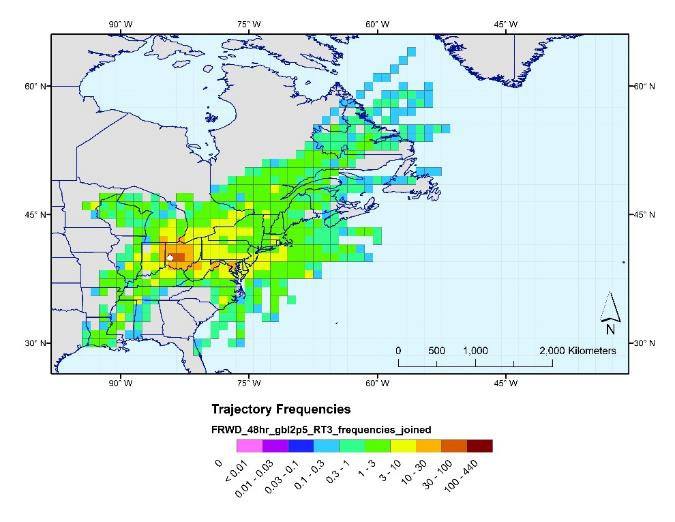 90° W 75° W 60° W 45° W
60° N 60° N
45° N 45° N
N
30° N 30° N
0 500 1,000 2,000 Kilometers
90° W 75° W 60° W 45° W
Trajectory Frequencies
FRWD_48hr_gbl2p5_RT3_frequencies_joined
0 < 0.01 0.01 - 0.03 0.03 - 0.1 0.1 - 0.3 0.3 - 1 1 - 3 3 - 10 10 - 30 30 - 100 100 - 440